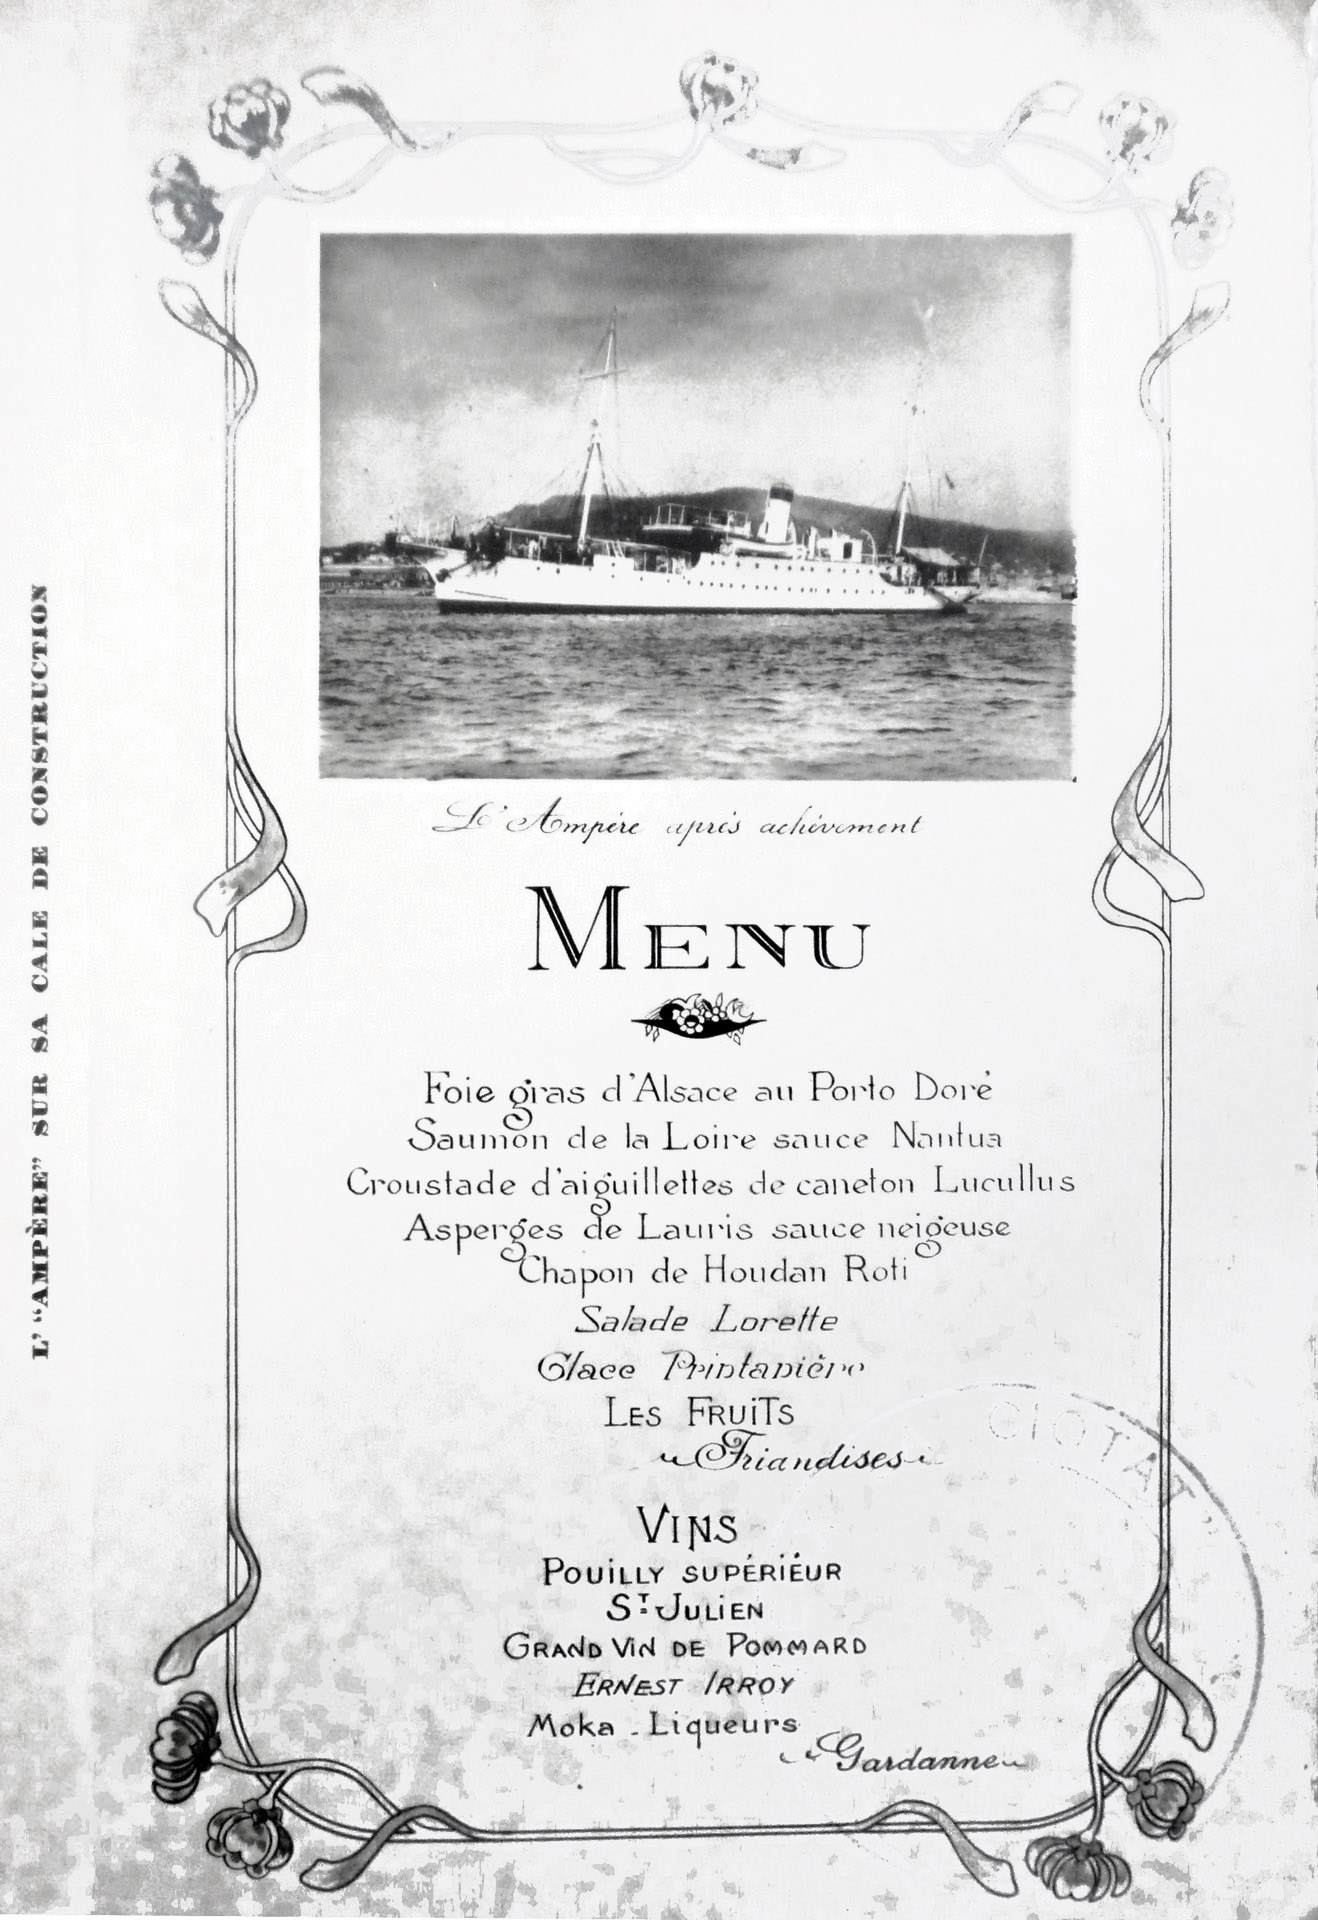 L' “AMPÈRE” SUR SA CALE DE CONSTRUCTION
L'Ampère après achèvement
MENU
Foie gras d'Alsace au Porto Doré
Saumon de la Loire sauce Nantua
Croustade d'aiguillettes de caneton Lucullus
Asperges de Lauris sauce neigeuse
Chapon de Houdan Roti
Salade Lorette
Glace Printanière
LES FRUiTS
Friandises
VINS
POUiLLY SUPÉRiEUR
ST JULiEN
GRAND ViN DE POMMARD
ERNEST IRROY
Moka - Liqueurs
Gardanne
CIOTAT"